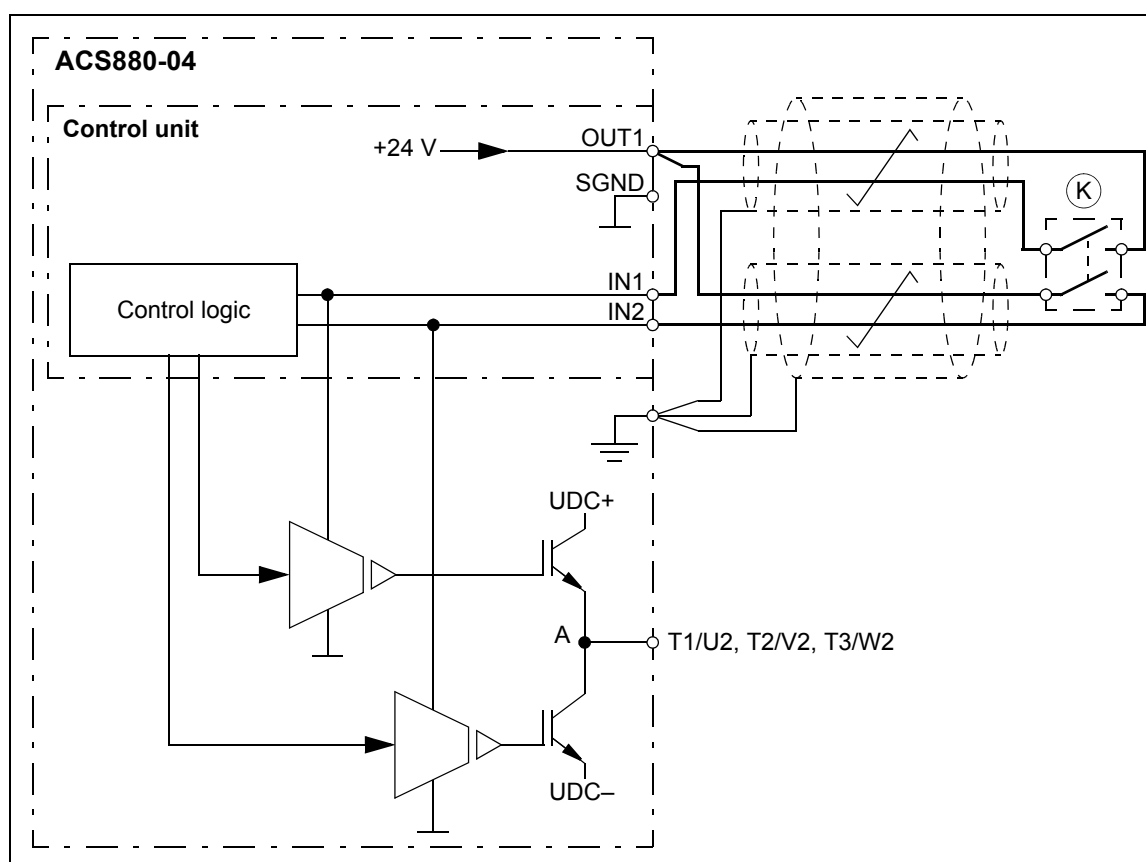 ACS880-04
Control unit
+24 V
OUT1
SGND
K
IN1
IN2
Control logic
UDC+
A
T1/U2, T2/V2, T3/W2
UDC–